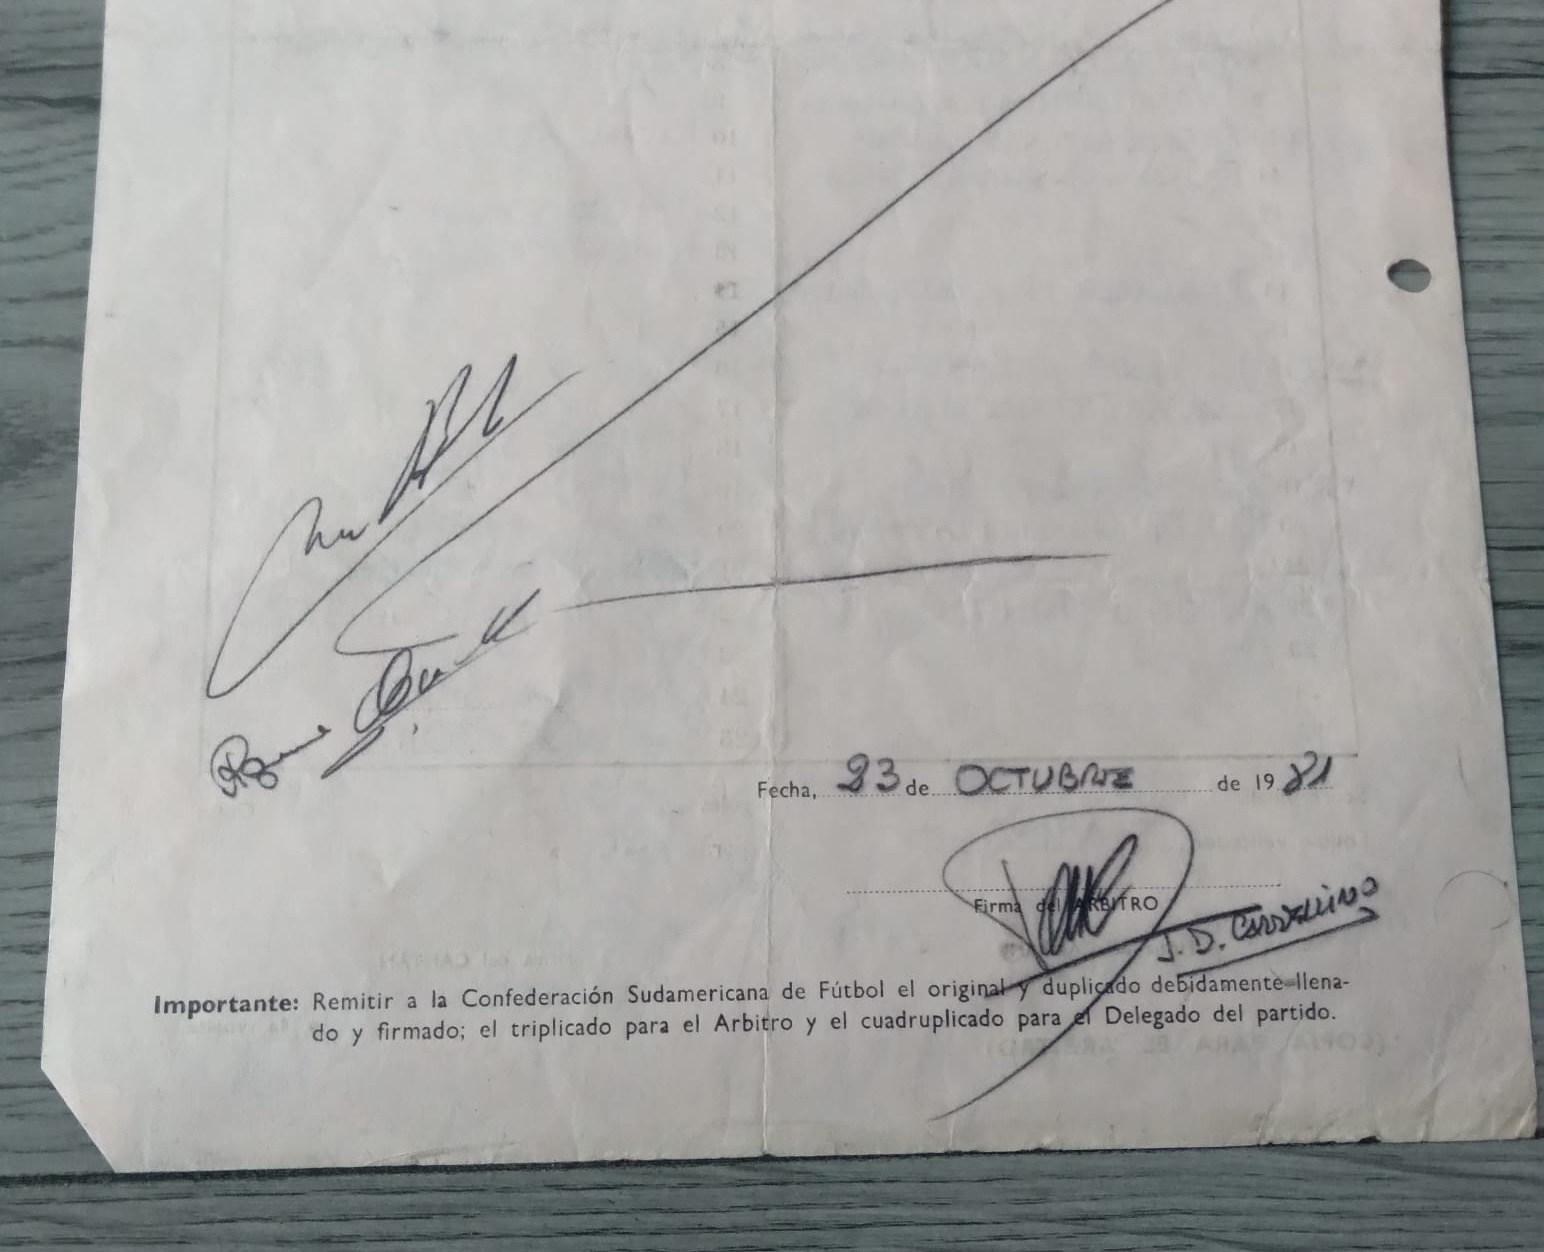 Fecha, 23 de OCTUBRE de 1981
Firma del ARBITRO
J. D.
Importante: Remitir a la Confederación Sudamericana de Fútbol el original y duplicado debidamente llena-
do y firmado; el triplicado para el Arbitro y el cuadruplicado para el Delegado del partido.